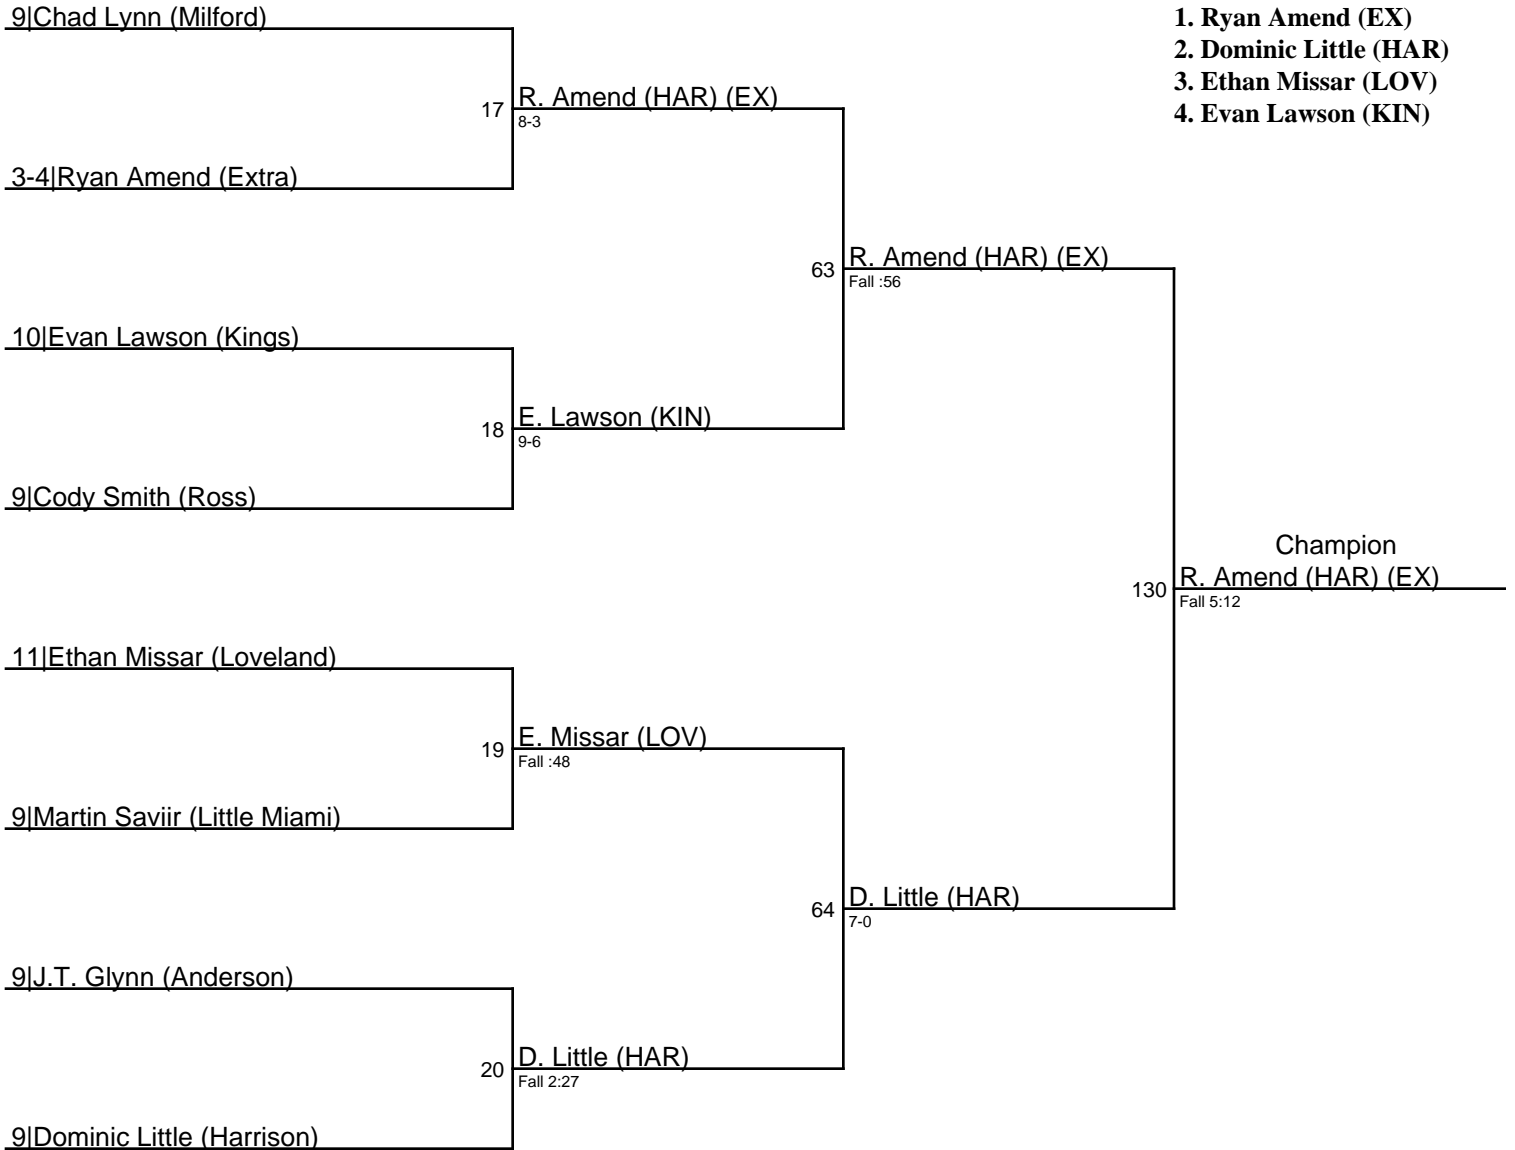 9|Chad Lynn (Milford)
1. Ryan Amend (EX)
2. Dominic Little (HAR)
3. Ethan Missar (LOV)
4. Evan Lawson (KIN)
17
R. Amend (HAR) (EX)
8-3
3-4|Ryan Amend (Extra)
63
R. Amend (HAR) (EX)
Fall :56
10|Evan Lawson (Kings)
18
E. Lawson (KIN)
9-6
9|Cody Smith (Ross)
Champion
130
R. Amend (HAR) (EX)
Fall 5:12
11|Ethan Missar (Loveland)
19
E. Missar (LOV)
Fall :48
9|Martin Saviir (Little Miami)
64
D. Little (HAR)
7-0
9|J.T. Glynn (Anderson)
20
D. Little (HAR)
Fall 2:27
9|Dominic Little (Harrison)